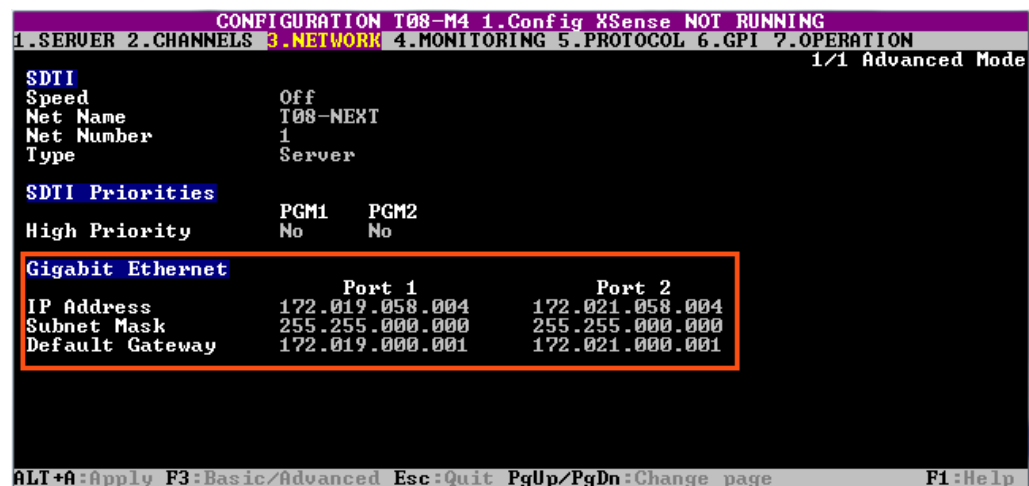 CONFIGURATION T08-M4 1.Config XSense NOT RUNNING
1.SERVER 2.CHANNELS 3.NETWORK 4.MONITORING 5.PROTOCOL 6.GPI 7.OPERATION
1/1 Advanced Mode
SDTI
Speed Off
Net Name T08-NEXT
Net Number 1
Type Server
SDTI Priorities
PGM1 PGM2
High Priority No No
Gigabit Ethernet
Port 1 Port 2
IP Address 172.019.058.004 172.021.058.004
Subnet Mask 255.255.000.000 255.255.000.000
Default Gateway 172.019.000.001 172.021.000.001
ALT+A:Apply F3:Basic/Advanced Esc:Quit PgUp/PgDn:Change page F1:Help